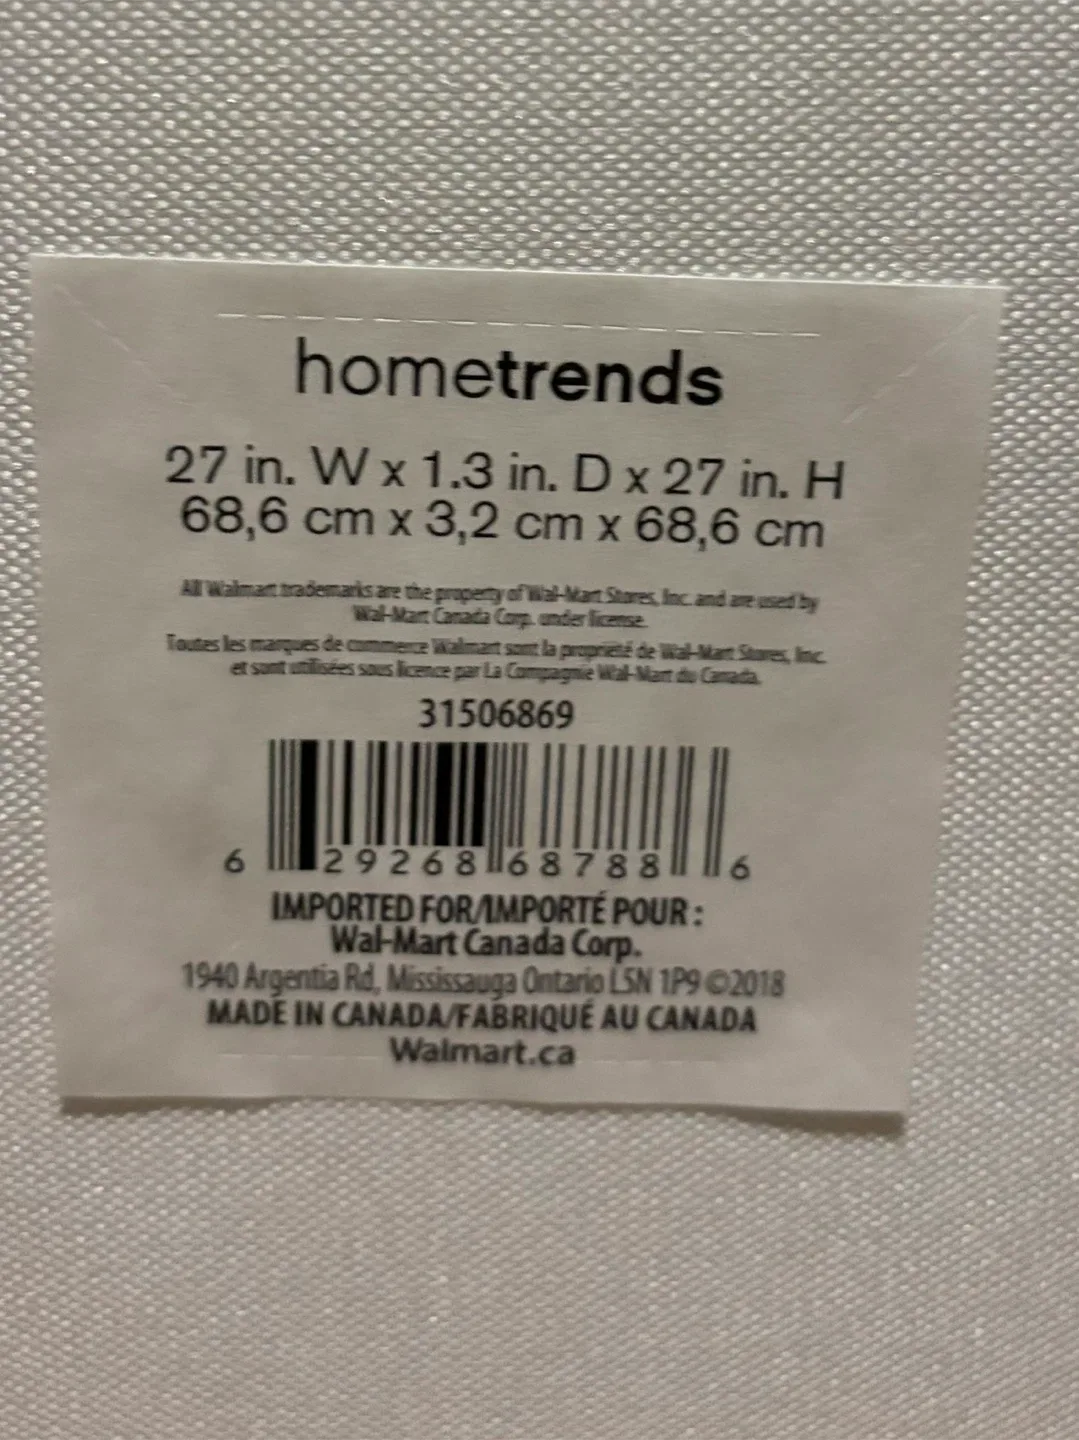 hometrends
27 in. W x 1.3 in. D x 27 in. H
68,6 cm x 3,2 cm x 68,6 cm
All Walmart trademarks are the property of Wal-Mart Stores, Inc. and are used by
Wal-Mart Canada Corp. under license.
Toutes les marques de commerce Walmart sont la propriété de Wal-Mart Stores, Inc.
et sont utilisées sous licence par La Compagnie Wal-Mart du Canada.
31506869
6 29268 68788 6
IMPORTED FOR/IMPORTÉ POUR :
Wal-Mart Canada Corp.
1940 Argentia Rd, Mississauga Ontario L5N 1P9 ©2018
MADE IN CANADA/FABRIQUÉ AU CANADA
Walmart.ca